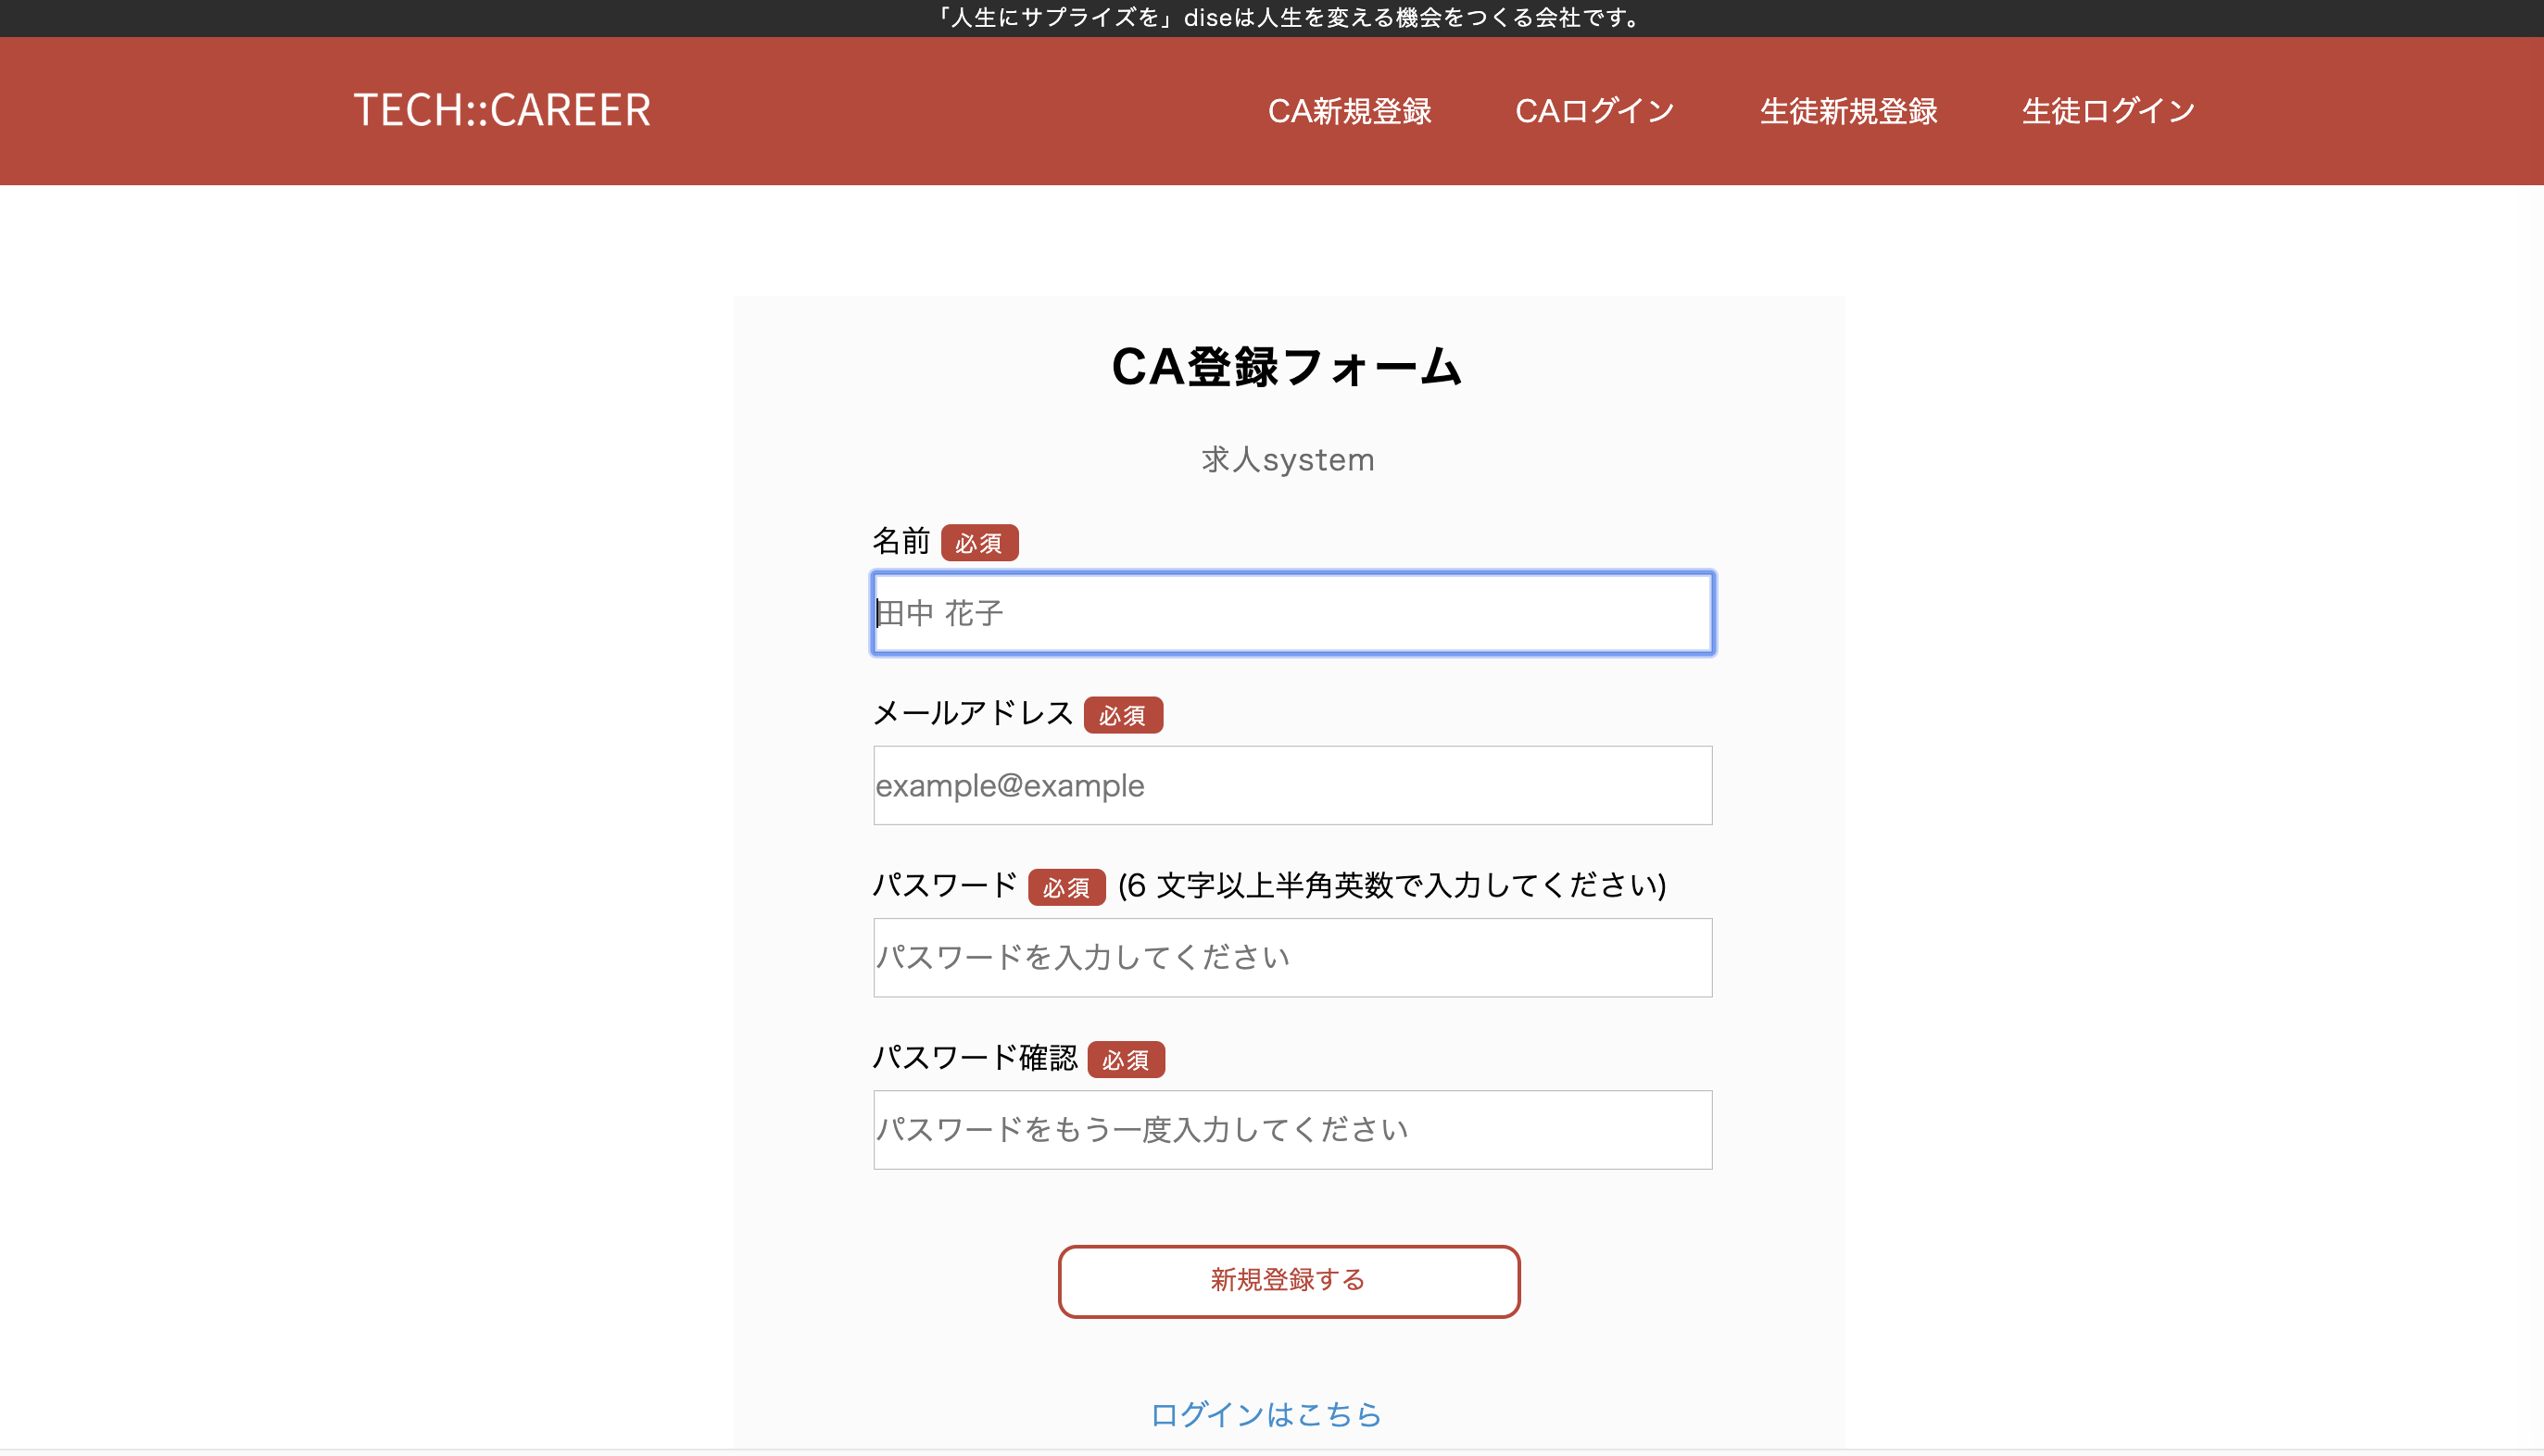 「人生にサプライズを」diseは人生を変える機会をつくる会社です。
TECH::CAREER CA新規登録 CAログイン 生徒新規登録 生徒ログイン
CA登録フォーム
求人system
名前 必須
田中 花子
メールアドレス 必須
example@example
パスワード 必須 (6 文字以上半角英数で入力してください)
パスワードを入力してください
パスワード確認 必須
パスワードをもう一度入力してください
新規登録する
ログインはこちら